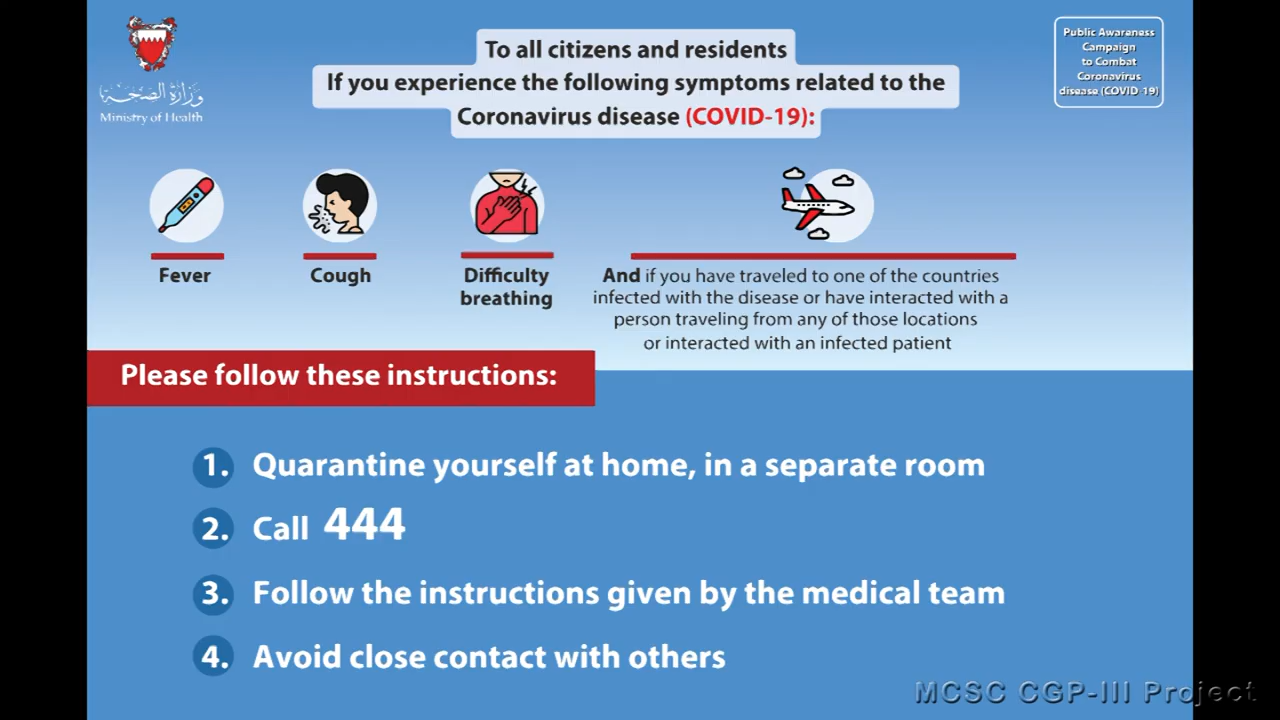 وزارة الصحة
Ministry of Health
To all citizens and residents
If you experience the following symptoms related to the
Coronavirus disease (COVID-19):
Public Awareness
Campaign
to Combat
Coronavirus
disease (COVID-19)
Fever
Cough
Difficulty
breathing
And if you have traveled to one of the countries
infected with the disease or have interacted with a
person traveling from any of those locations
or interacted with an infected patient
Please follow these instructions:
1. Quarantine yourself at home, in a separate room
2. Call 444
3. Follow the instructions given by the medical team
4. Avoid close contact with others
MCSC CGP-III Project